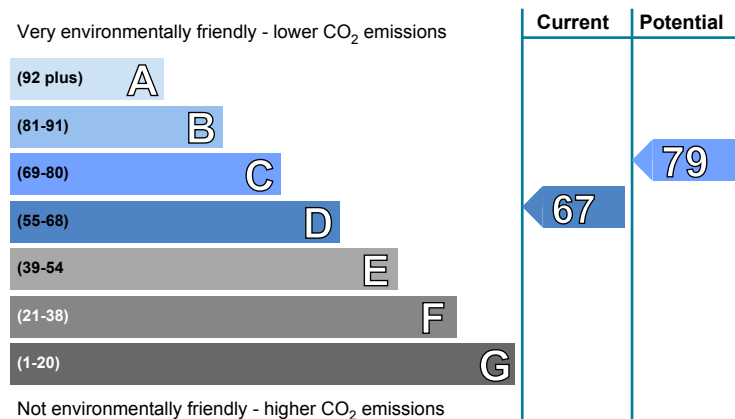 Very environmentally friendly - lower CO₂ emissions
Current Potential
(92 plus) A
(81-91) B
(69-80) C
79
(55-68) D
67
(39-54 E
(21-38) F
(1-20) G
Not environmentally friendly - higher CO₂ emissions